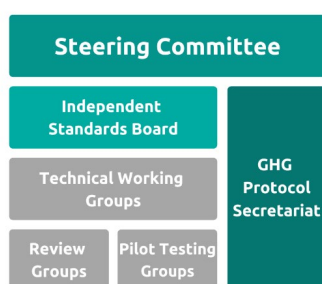 Steering Committee
Independent
Standards Board
Technical Working
Groups
Review
Groups
Pilot Testing
Groups
GHG
Protocol
Secretariat